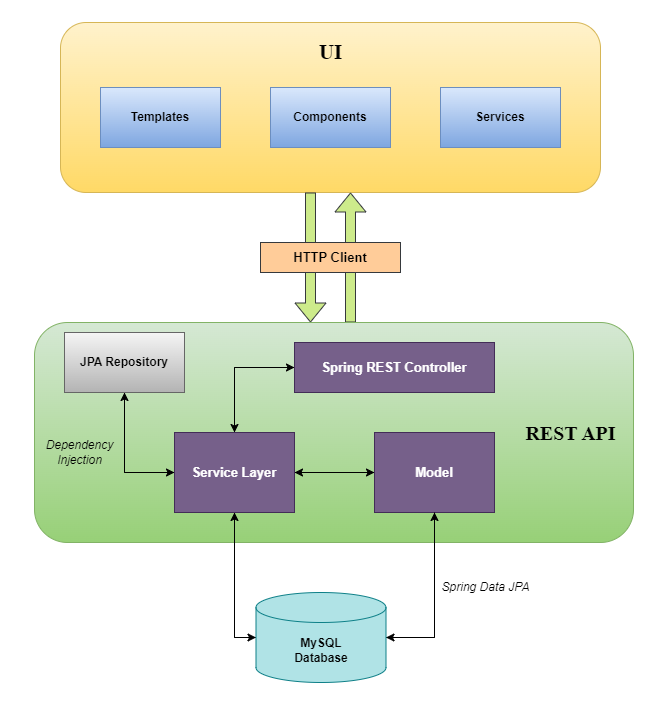 UI
Templates
Components
Services
HTTP Client
JPA Repository
Spring REST Controller
REST API
Dependency
Injection
Service Layer
Model
Spring Data JPA
MySQL
Database